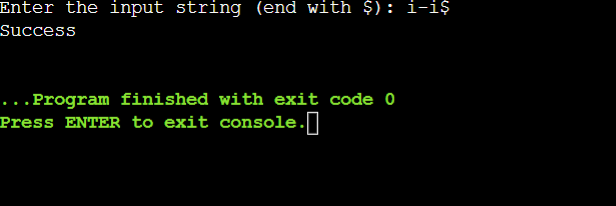 Enter the input string (end with $): i-i$
Success
...Program finished with exit code 0
Press ENTER to exit console.